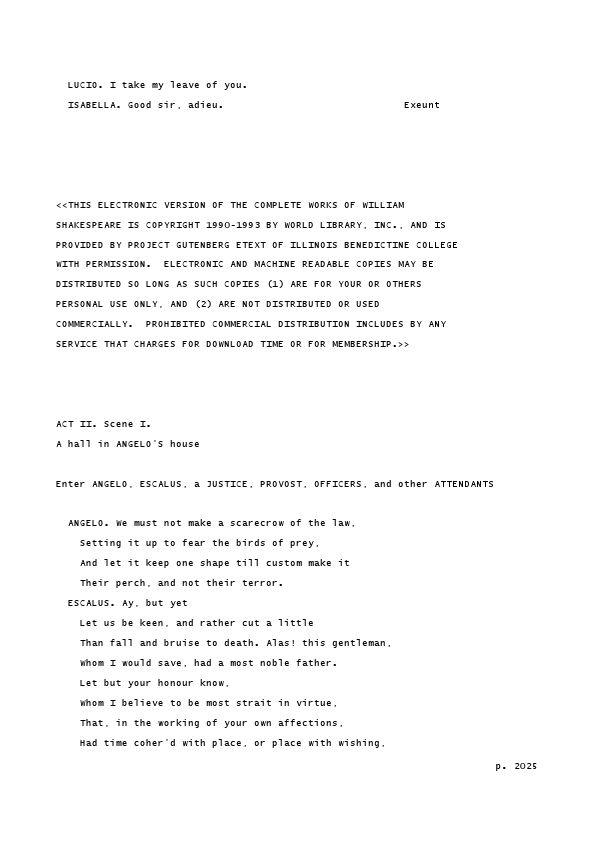 LUCIO. I take my leave of you.
ISABELLA. Good sir, adieu. Exeunt
<<THIS ELECTRONIC VERSION OF THE COMPLETE WORKS OF WILLIAM
SHAKESPEARE IS COPYRIGHT 1990-1993 BY WORLD LIBRARY, INC., AND IS
PROVIDED BY PROJECT GUTENBERG ETEXT OF ILLINOIS BENEDICTINE COLLEGE
WITH PERMISSION.  ELECTRONIC AND MACHINE READABLE COPIES MAY BE
DISTRIBUTED SO LONG AS SUCH COPIES (1) ARE FOR YOUR OR OTHERS
PERSONAL USE ONLY, AND (2) ARE NOT DISTRIBUTED OR USED
COMMERCIALLY.  PROHIBITED COMMERCIAL DISTRIBUTION INCLUDES BY ANY
SERVICE THAT CHARGES FOR DOWNLOAD TIME OR FOR MEMBERSHIP.>>
ACT II. Scene I.
A hall in ANGELO'S house
Enter ANGELO, ESCALUS, a JUSTICE, PROVOST, OFFICERS, and other ATTENDANTS
ANGELO. We must not make a scarecrow of the law,
Setting it up to fear the birds of prey,
And let it keep one shape till custom make it
Their perch, and not their terror.
ESCALUS. Ay, but yet
Let us be keen, and rather cut a little
Than fall and bruise to death. Alas! this gentleman,
Whom I would save, had a most noble father.
Let but your honour know,
Whom I believe to be most strait in virtue,
That, in the working of your own affections,
Had time coher'd with place, or place with wishing,
p. 2025